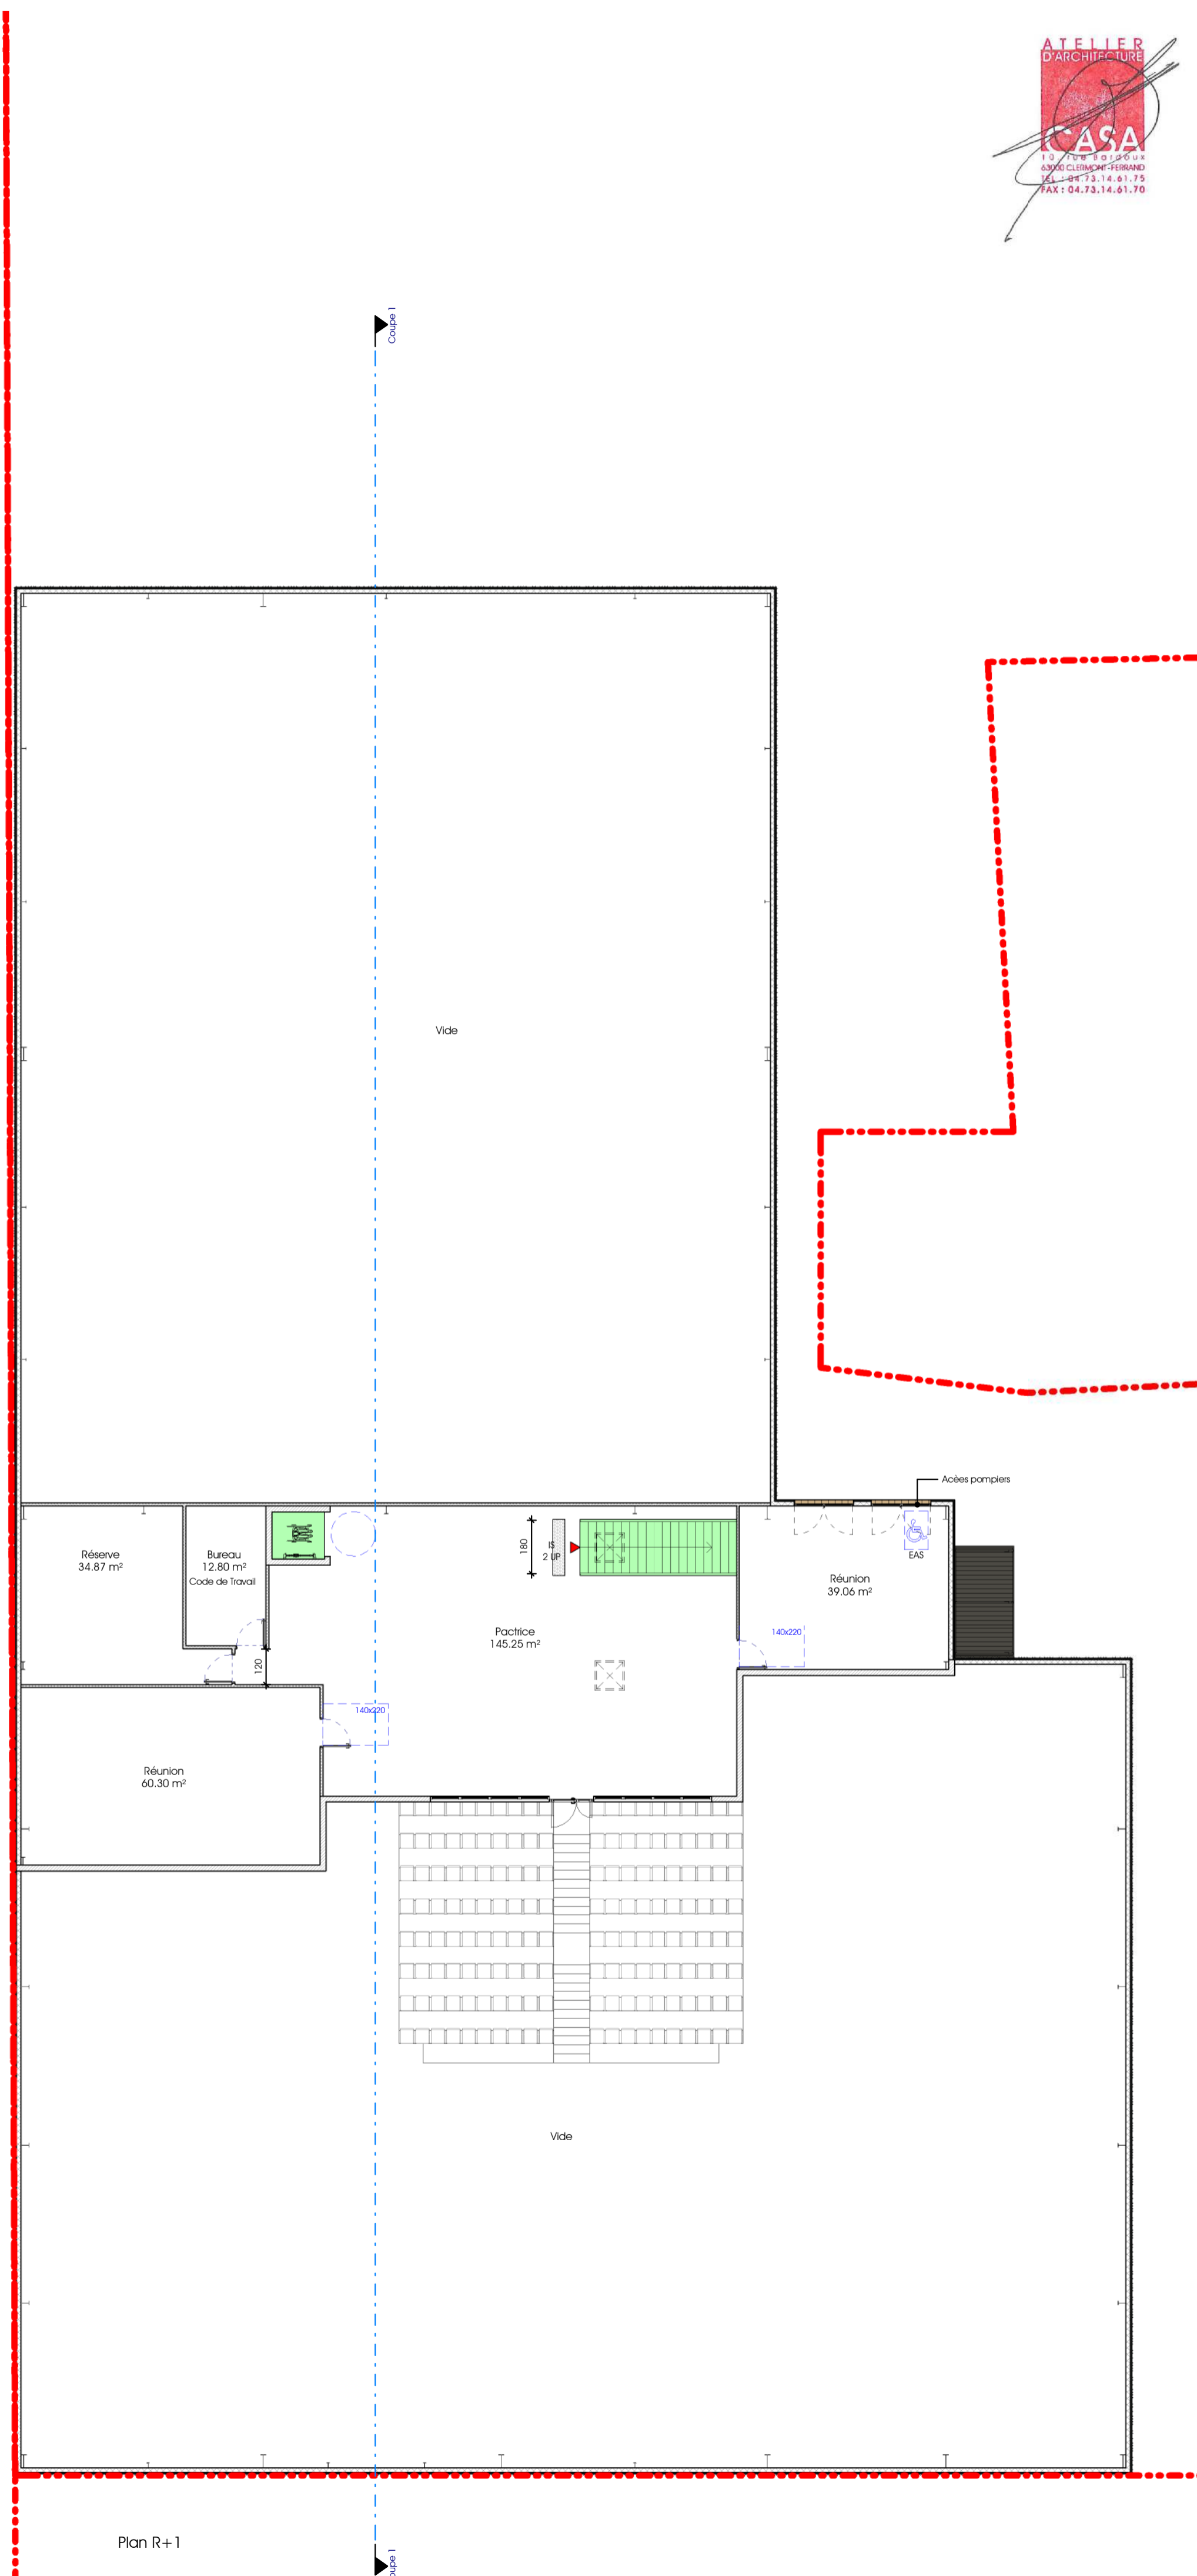 ATELIER
D'ARCHITECTURE
CASA
10, rue Bardoux
63000 CLERMONT-FERRAND
TEL : 04.73.14.61.75
FAX : 04.73.14.61.70
Coupe 1
Vide
Acèes pompiers
Réserve
34.87 m²
Bureau
12.80 m²
Code de Travail
180
IS
2 UP
EAS
Réunion
39.06 m²
Pactrice
145.25 m²
140x220
120
140x220
Réunion
60.30 m²
Vide
Plan R+1
upe 1